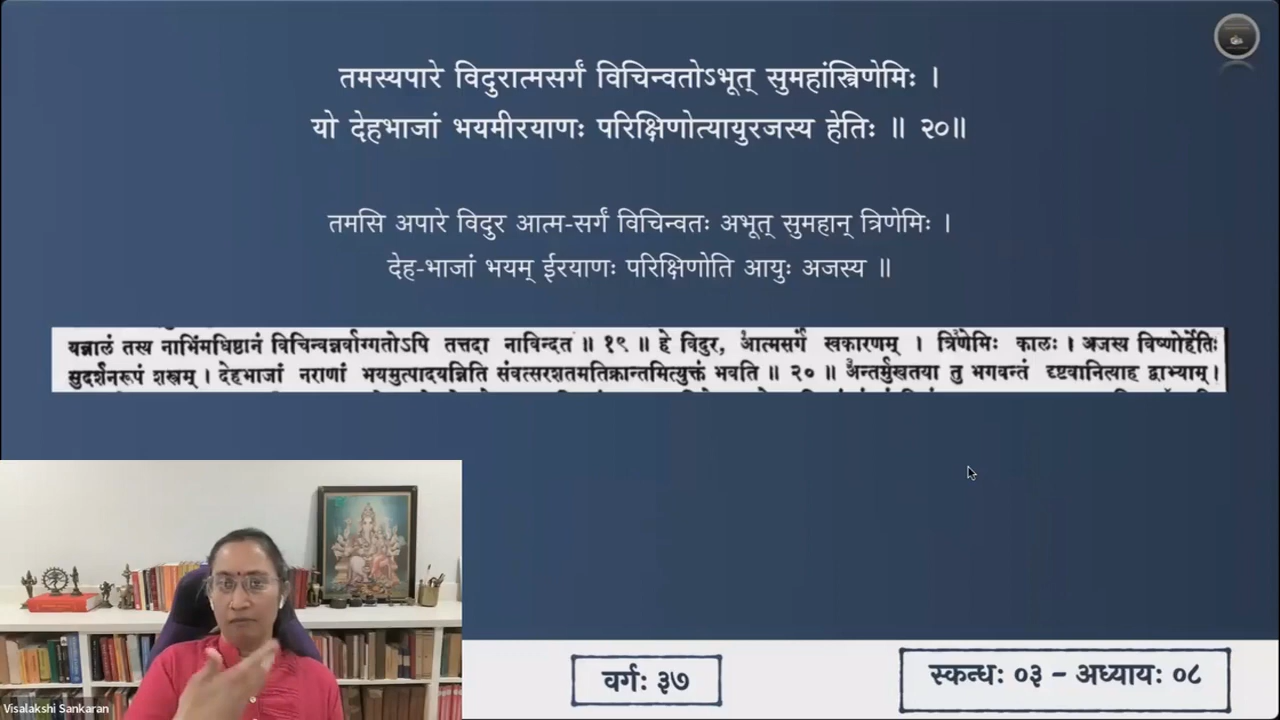 तमस्यपारे विदुरात्मसर्गं विचिन्वतोऽभूत् सुमहांस्त्रिणेमिः ।
यो देहभाजां भयमीरयाणः परिक्षिणोत्यायुरजस्य हेतिः ॥ २०॥
तमसि अपारे विदुर आत्म-सर्गं विचिन्वतः अभूत् सुमहान् त्रिणेमिः ।
देह-भाजां भयम् ईरयाणः परिक्षिणोति आयुः अजस्य ॥
यन्नालं तस्य नाभिंमधिष्ठानं विचिन्वन्नर्वाग्गतोऽपि तत्तदा नाविन्दत ॥ १९ ॥ हे विदुर, आत्मसर्गं स्वकारणम् । त्रिणेमिः कालः । अजस्य विष्णोर्हेतिः
सुदर्शनरूपं शस्त्रम् । देहभाजां नराणां भयमुत्पादयन्निति संवत्सरशतमतिक्रान्तमित्युक्तं भवति ॥ २० ॥ अन्तर्मुखतया तु भगवन्तं दृष्टवानित्याह द्वाभ्याम् ।
Visalakshi Sankaran
वर्गः ३७
स्कन्धः ०३ - अध्यायः ०८